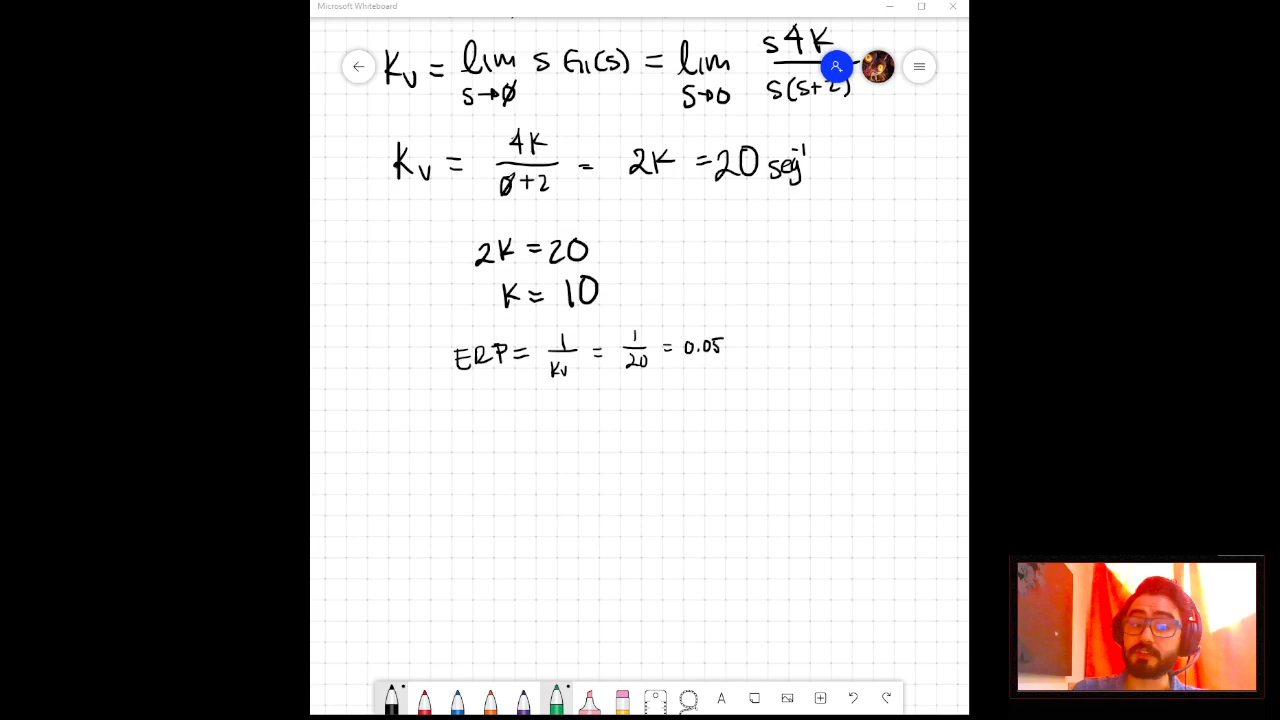 Microsoft Whiteboard
Kv = lim s→0 s G1(s) = lim s→0 s4K / s(s+2)
Kv = 4K / 0+2 = 2K = 20 seg⁻¹
2K = 20
K = 10
ERP = 1/Kv = 1/20 = 0.05
A